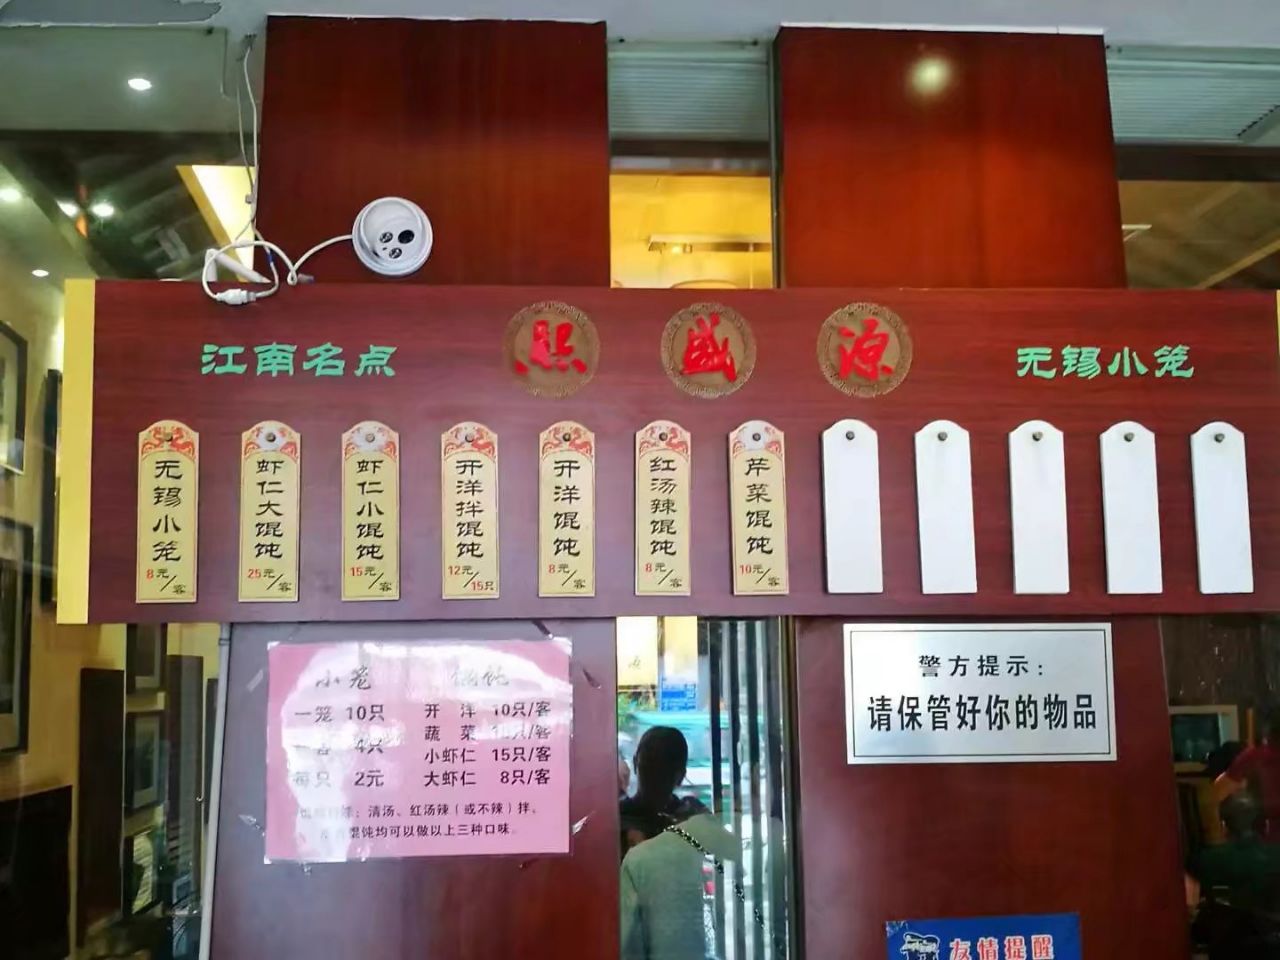 江南名点
熙盛源
无锡小笼
无锡小笼
8元/客
虾仁大馄饨
25元/客
虾仁小馄饨
15元/客
开洋拌馄饨
12元/15只
开洋馄饨
8元/客
红汤辣馄饨
8元/客
芹菜馄饨
10元/客
小笼 馄饨
一笼 10只 开洋 10只/客
蔬菜 只/客
4只 小虾仁 15只/客
每只 2元 大虾仁 8只/客
：清汤、红汤辣（或不辣）拌。
馄饨均可以做以上三种口味。
警方提示：
请保管好你的物品
友情提醒